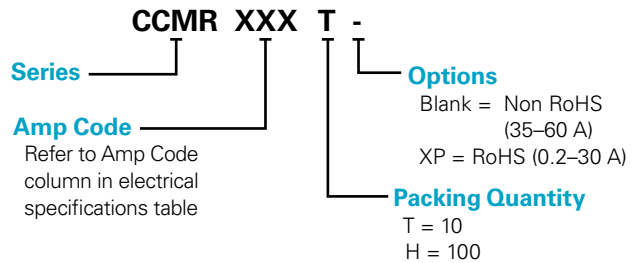 CCMR XXX T -
Series
Options
Blank = Non RoHS
(35–60 A)
XP = RoHS (0.2–30 A)
Amp Code
Refer to Amp Code
column in electrical
specifications table
Packing Quantity
T = 10
H = 100